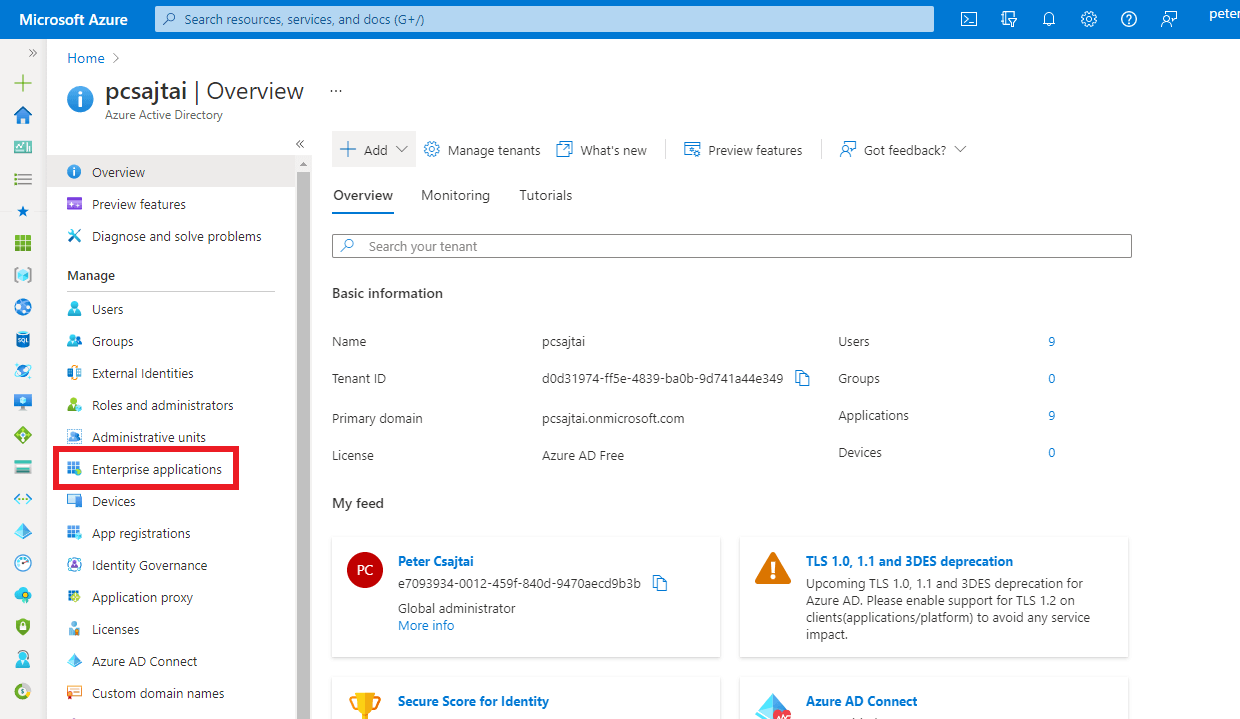 Microsoft Azure
Search resources, services, and docs (G+/)
peter
Home
pcsajtai | Overview
...
Azure Active Directory
Overview
Preview features
Diagnose and solve problems
Manage
Users
Groups
External Identities
Roles and administrators
Administrative units
Enterprise applications
Devices
App registrations
Identity Governance
Application proxy
Licenses
Azure AD Connect
Custom domain names
Add
Manage tenants
What's new
Preview features
Got feedback?
Overview
Monitoring
Tutorials
Search your tenant
Basic information
Name
pcsajtai
Users
9
Tenant ID
d0d31974-ff5e-4839-ba0b-9d741a44e349
Groups
0
Primary domain
pcsajtai.onmicrosoft.com
Applications
9
License
Azure AD Free
Devices
0
My feed
PC
Peter Csajtai
e7093934-0012-459f-840d-9470aecd9b3b
Global administrator
More info
TLS 1.0, 1.1 and 3DES deprecation
Upcoming TLS 1.0, 1.1 and 3DES deprecation for
Azure AD. Please enable support for TLS 1.2 on
clients(applications/platform) to avoid any service
impact.
Secure Score for Identity
Azure AD Connect